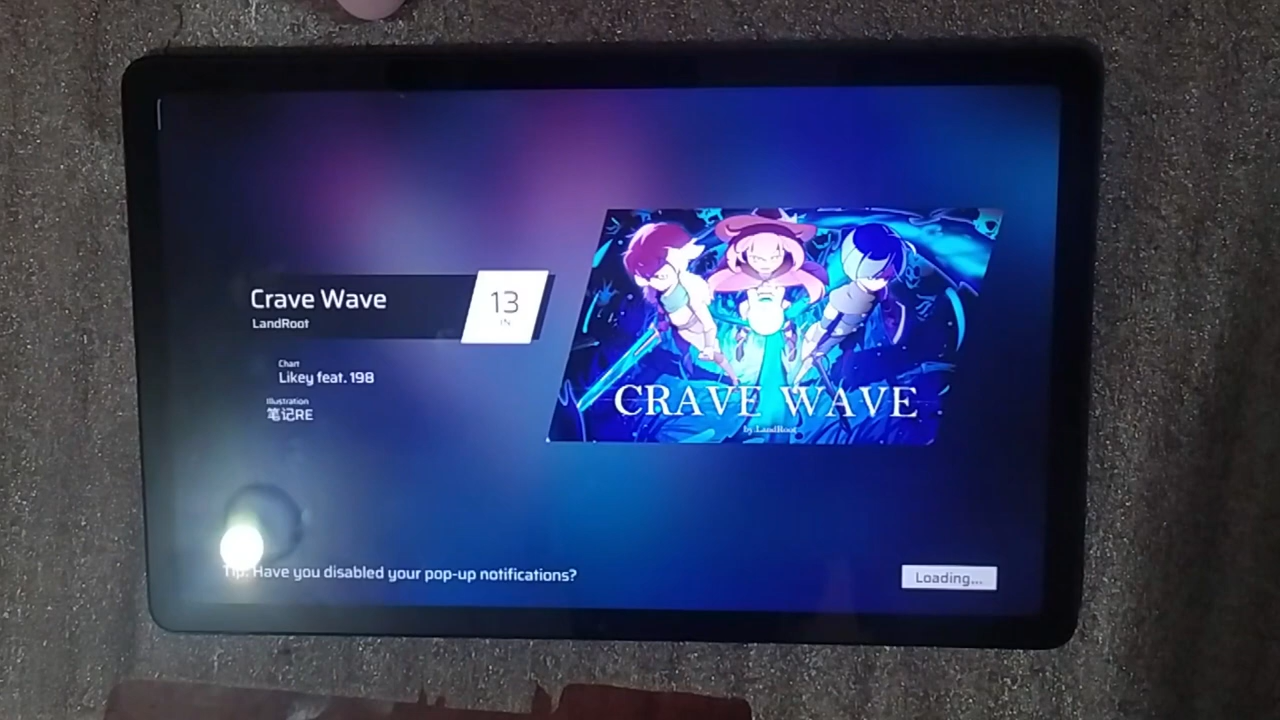 Crave Wave
LandRoot
13
IN
Chart
Likey feat. 198
Illustration
笔记RE
CRAVE WAVE
by LandRoot
Tip: Have you disabled your pop-up notifications?
Loading...